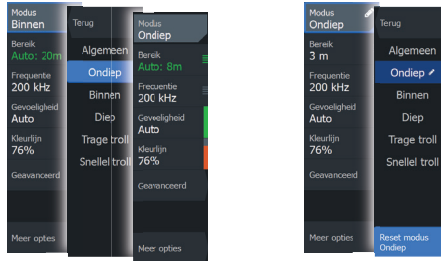 Modus
Binnen
Bereik
Auto: 20m
Frequentie
200 kHz
Gevoeligheid
Auto
Kleurlijn
76%
Geavanceerd
Meer opties
Terug
Algemeen
Ondiep
Binnen
Diep
Trage troll
Snellel troll
Modus
Ondiep
Bereik
Auto: 8m
Frequentie
200 kHz
Gevoeligheid
Auto
Kleurlijn
76%
Geavanceerd
Meer opties
Modus
Ondiep
Bereik
3 m
Frequentie
200 kHz
Gevoeligheid
Auto
Kleurlijn
76%
Geavanceerd
Meer opties
Terug
Algemeen
Ondiep
Binnen
Diep
Trage troll
Snellel troll
Reset modus
Ondiep